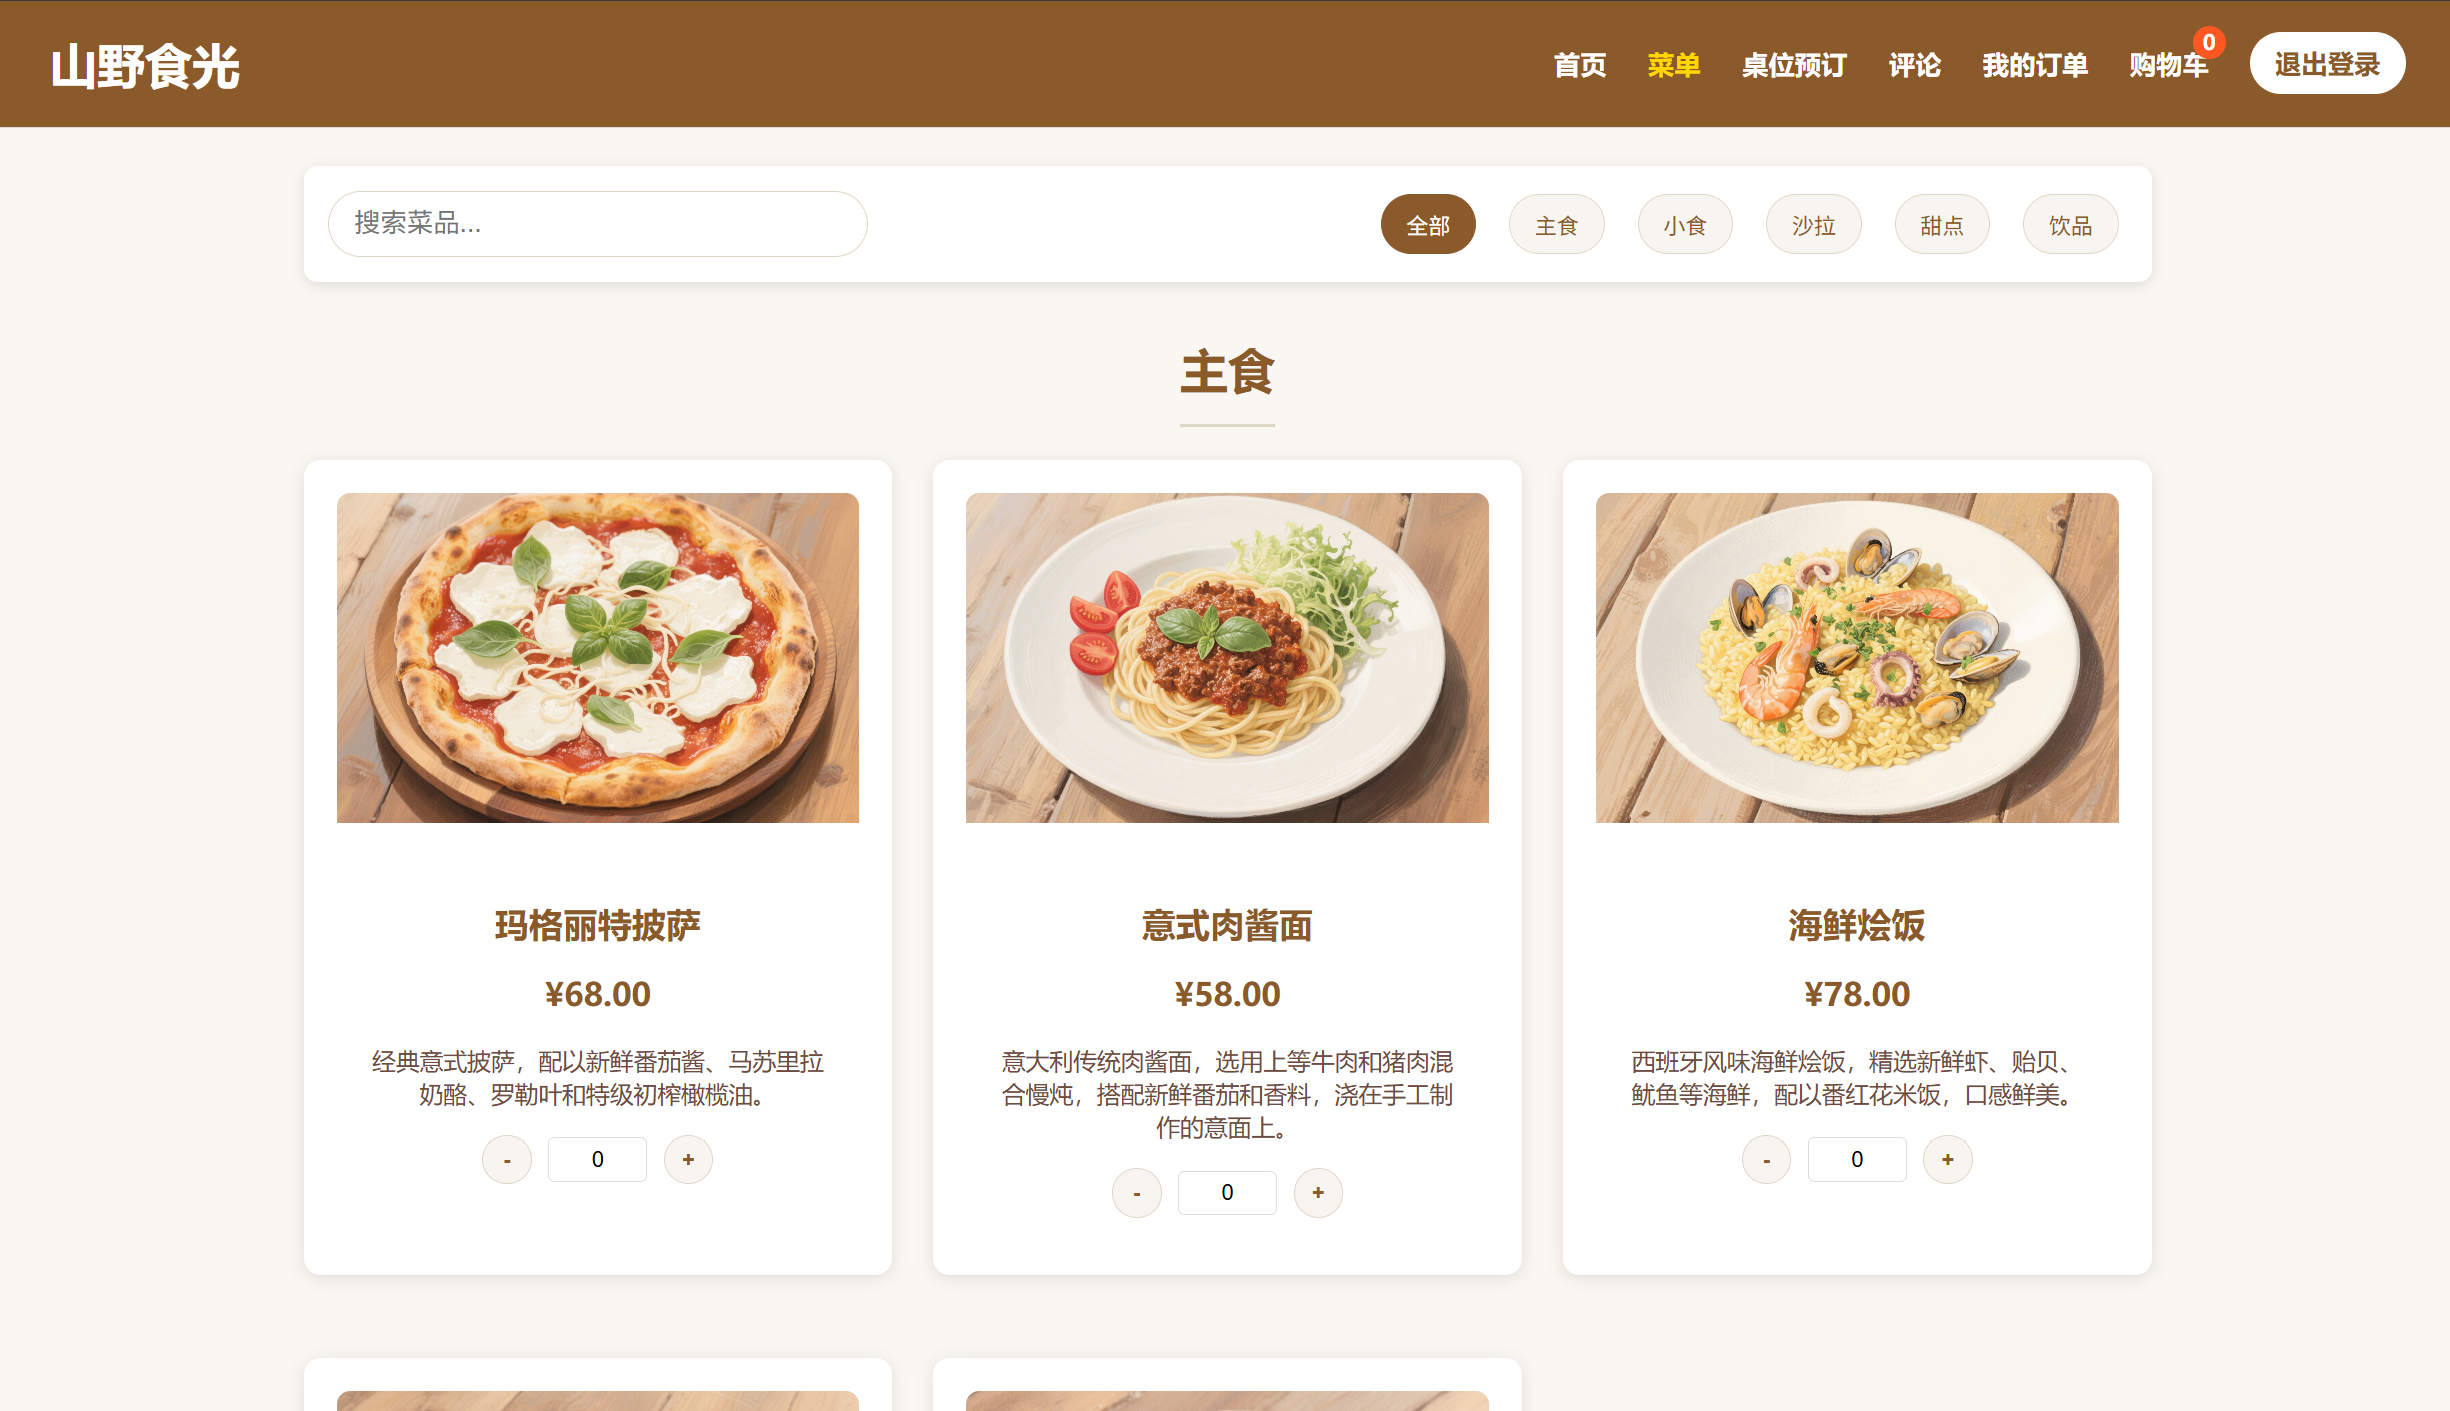 山野食光
首页 菜单 桌位预订 评论 我的订单 购物车 0 退出登录
搜索菜品... 全部 主食 小食 沙拉 甜点 饮品
主食
玛格丽特披萨
¥68.00
经典意式披萨，配以新鲜番茄酱、马苏里拉
奶酪、罗勒叶和特级初榨橄榄油。
- 0 +
意式肉酱面
¥58.00
意大利传统肉酱面，选用上等牛肉和猪肉混
合慢炖，搭配新鲜番茄和香料，浇在手工制
作的意面上。
- 0 +
海鲜烩饭
¥78.00
西班牙风味海鲜烩饭，精选新鲜虾、贻贝、
鱿鱼等海鲜，配以番红花米饭，口感鲜美。
- 0 +